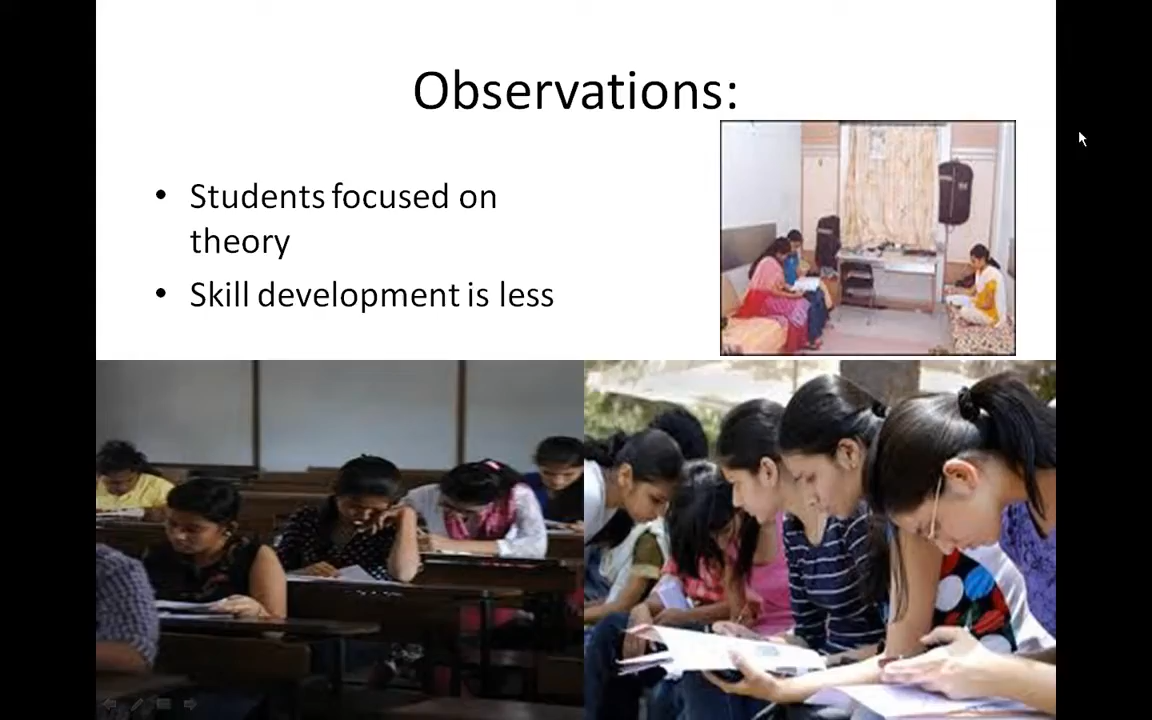 Observations:
• Students focused on
theory
• Skill development is less